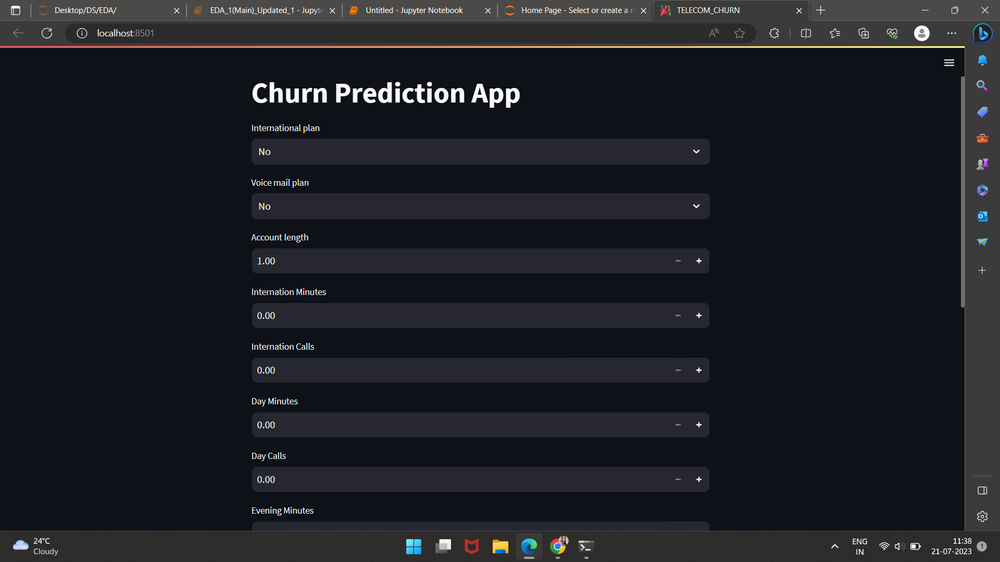 Desktop/DS/EDA/
EDA_1(Main)_Updated_1 - Jupyte
Untitled - Jupyter Notebook
Home Page - Select or create a n
TELECOM_CHURN
localhost:8501
Churn Prediction App
International plan
No
Voice mail plan
No
Account length
1.00
Internation Minutes
0.00
Internation Calls
0.00
Day Minutes
0.00
Day Calls
0.00
Evening Minutes
24°C
Cloudy
ENG
IN
11:38
21-07-2023
1